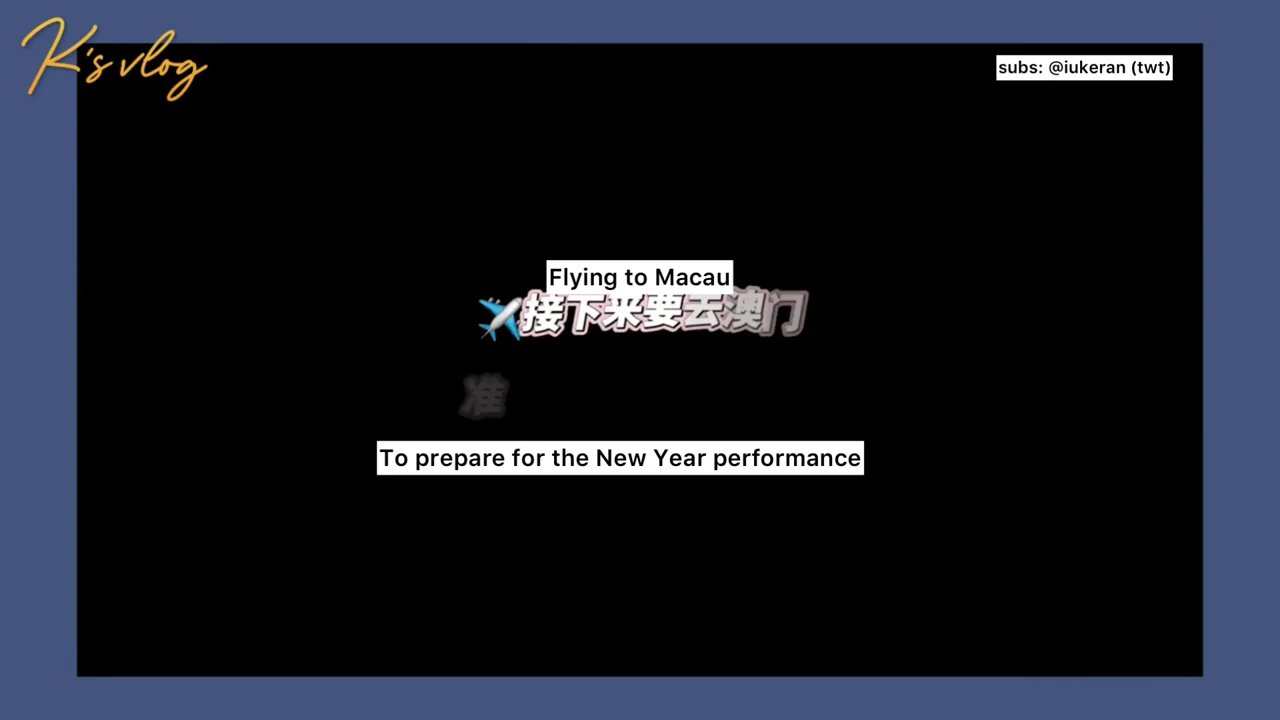 K's vlog
subs: @iukeran (twt)
Flying to Macau
✈️接下来要去澳门
准
To prepare for the New Year performance